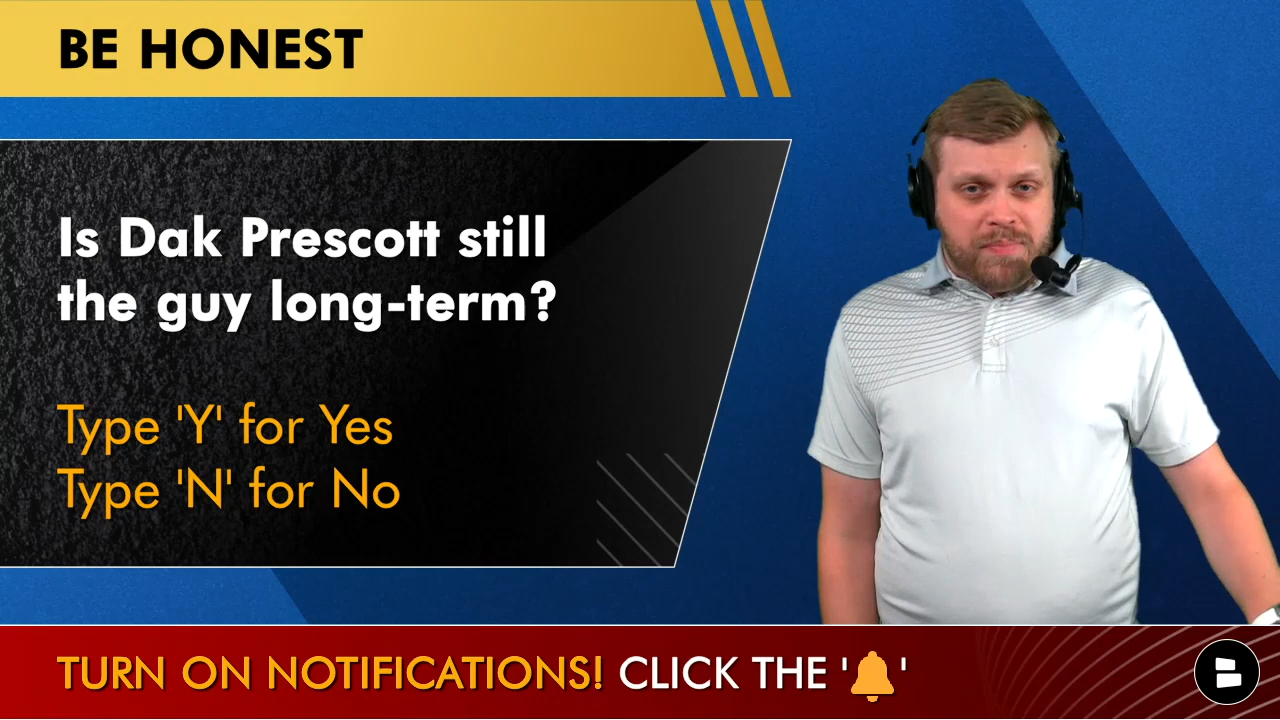 BE HONEST
Is Dak Prescott still
the guy long-term?
Type 'Y' for Yes
Type 'N' for No
TURN ON NOTIFICATIONS! CLICK THE '🔔'